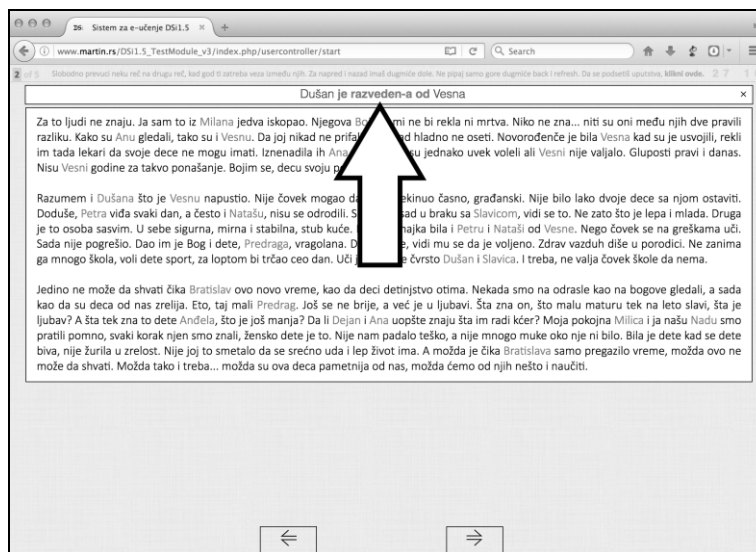 DSi Sistem za e-učenje DSi1.5 × +
www.martin.rs/DSi1.5_TestModule_v3/index.php/usercontroller/start Search
2 of 5 Slobodno prevuci neku reč na drugu reč, kad god ti zatreba veza između njih. Za napred i nazad imaš dugmiće dole. Ne pipaj samo gore dugmiće back i refresh. Da se podsetiš uputstva, klikni ovde. 2 7 1
Dušan je razveden-a od Vesna ×
Za to ljudi ne znaju. Ja sam to iz Milana jedva iskopao. Njegova mi ne bi rekla ni mrtva. Niko ne zna... niti su oni među njih dve pravili
razliku. Kako su Anu gledali, tako su i Vesnu. Da joj nikad ne hladno ne oseti. Novorođenče je bila Vesna kad su je usvojili, rekli
im tada lekari da svoje dece ne mogu imati. Iznenadila ih Ana su jednako uvek voleli ali Vesni nije valjalo. Gluposti pravi i danas.
Nisu Vesni godine za takvo ponašanje. Bojim se, decu svoju
Razumem i Dušana što je Vesnu napustio. Nije čovek mogao časno, građanski. Nije bilo lako dvoje dece sa njom ostaviti.
Doduše, Petra viđa svaki dan, a često i Natašu, nisu se odrodili. sad u braku sa Slavicom, vidi se to. Ne zato što je lepa i mlada. Druga
je to osoba sasvim. U sebe sigurna, mirna i stabilna, stub kuće. majka bila i Petru i Nataši od Vesne. Nego čovek se na greškama uči.
Sada nije pogrešio. Dao im je Bog i dete, Predraga, vragolana. vidi mu se da je voljeno. Zdrav vazduh diše u porodici. Ne zanima
ga mnogo škola, voli dete sport, za loptom bi trčao ceo dan. Uči čvrsto Dušan i Slavica. I treba, ne valja čovek škole da nema.
Jedino ne može da shvati čika Bratislav ovo novo vreme, kao da deci detinjstvo otima. Nekada smo na odrasle kao na bogove gledali, a sada
kao da su deca od nas zrelija. Eto, taj mali Predrag. Još se ne brije, a već je u ljubavi. Šta zna on, što malu maturu tek na leto slavi, šta je
ljubav? A šta tek zna to dete Anđela, što je još manja? Da li Dejan i Ana uopšte znaju šta im radi kćer? Moja pokojna Milica i ja našu Nadu smo
pratili pomno, svaki korak njen smo znali, žensko dete je to. Nije nam padalo teško, a nije mnogo muke oko nje ni bilo. Bila je dete kad se dete
biva, nije žurila u zrelost. Nije joj to smetalo da se srećno uda i lep život ima. A možda je čika Bratislava samo pregazilo vreme, možda ovo ne
može da shvati. Možda tako i treba... možda su ova deca pametnija od nas, možda ćemo od njih nešto i naučiti.